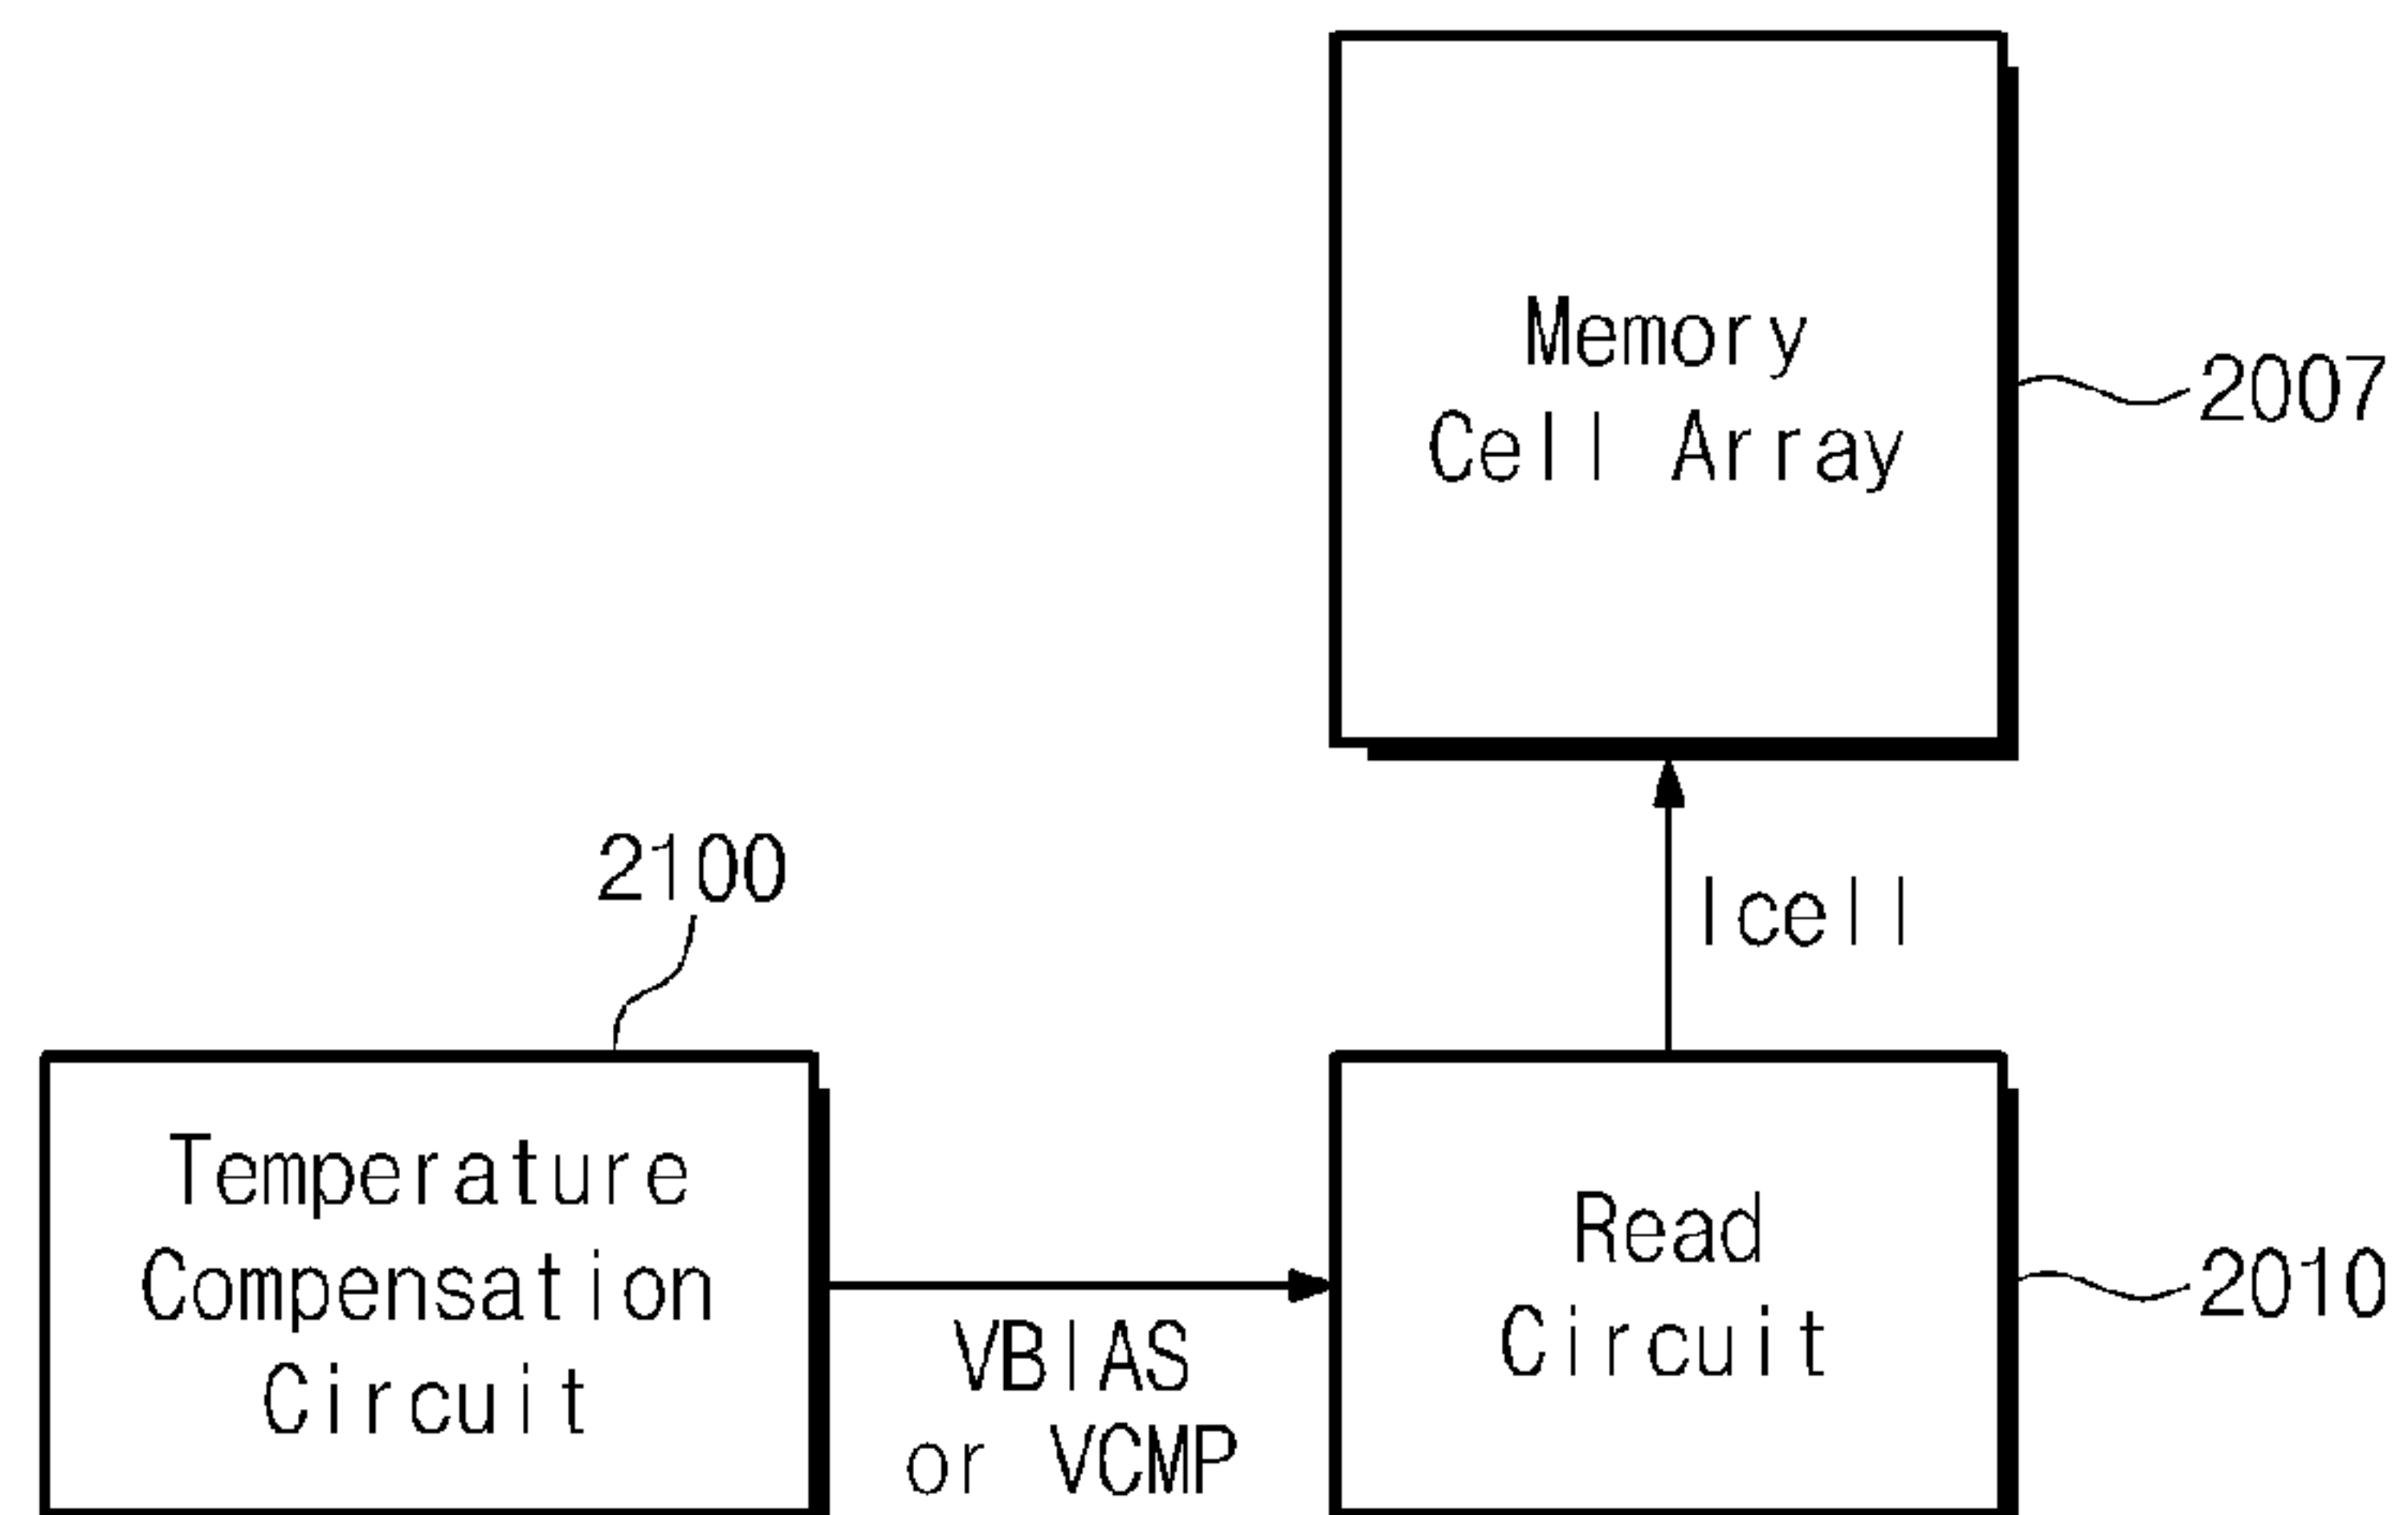 Memory
Cell Array
2007
2100
Icell
Temperature
Compensation
Circuit
VBIAS
or VCMP
Read
Circuit
2010